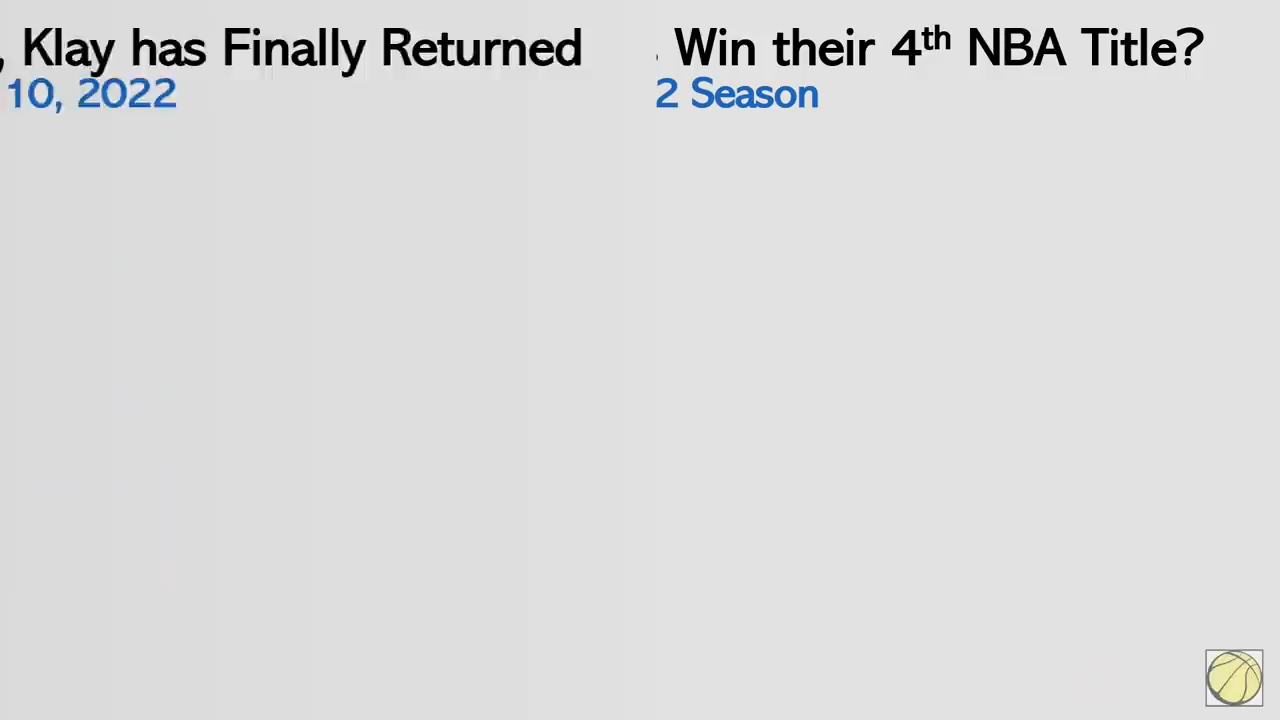 , Klay has Finally Returned
10, 2022
. Win their 4th NBA Title?
2 Season